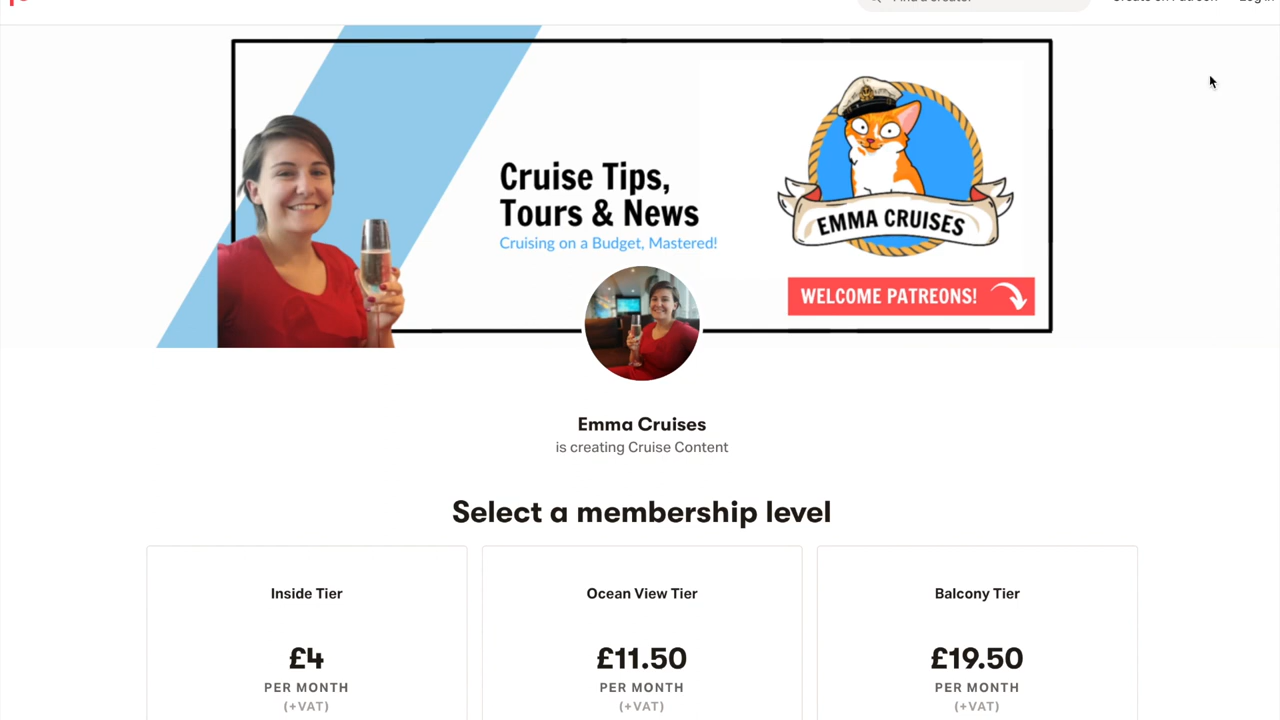 Cruise Tips,
Tours & News
Cruising on a Budget, Mastered!
EMMA CRUISES
WELCOME PATREONS!
Emma Cruises
is creating Cruise Content
Select a membership level
Inside Tier
£4
PER MONTH
(+VAT)
Ocean View Tier
£11.50
PER MONTH
(+VAT)
Balcony Tier
£19.50
PER MONTH
(+VAT)